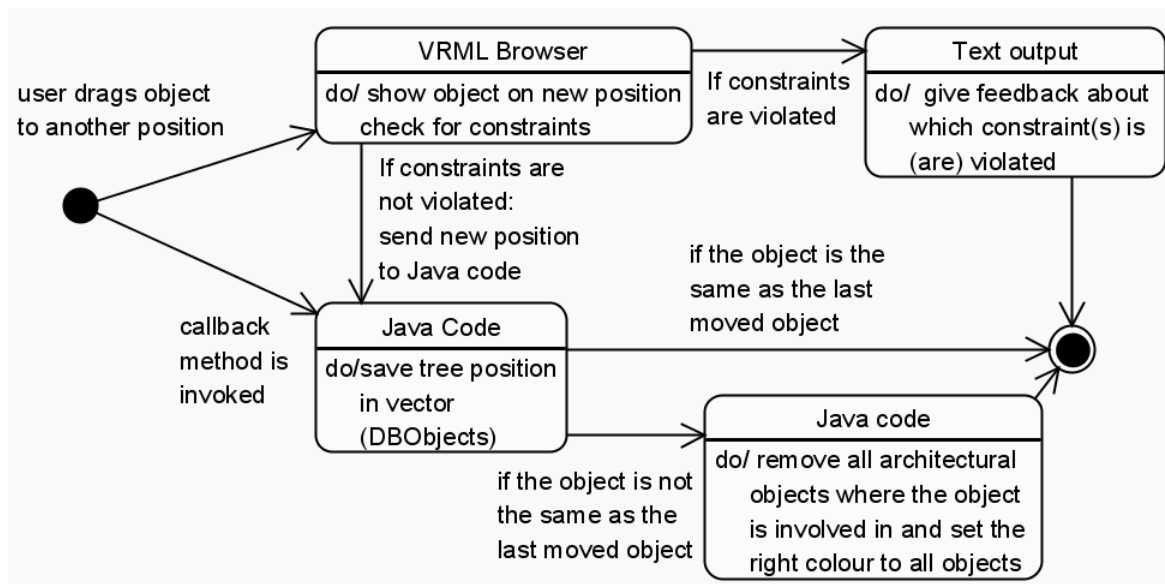 user drags object
to another position
VRML Browser
do/ show object on new position
check for constraints
If constraints
are violated
Text output
do/ give feedback about
which constraint(s) is
(are) violated
If constraints are
not violated:
send new position
to Java code
callback
method is
invoked
Java Code
do/save tree position
in vector
(DBObjects)
if the object is the
same as the last
moved object
if the object is not
the same as the
last moved object
Java code
do/ remove all architectural
objects where the object
is involved in and set the
right colour to all objects